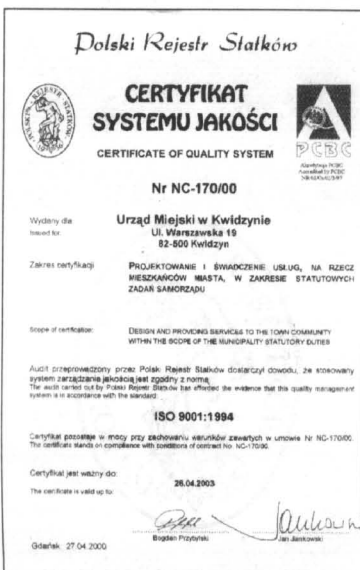 Polski Rejestr Statków
CERTYFIKAT
SYSTEMU JAKOŚCI
CERTIFICATE OF QUALITY SYSTEM
PCBC
Akredytacja PCBC
Accredited by PCBC
Nr NC-170/00
Wydany dla
Issued for
Urząd Miejski w Kwidzynie
Ul. Warszawska 19
82-500 Kwidzyn
Zakres certyfikacji
PROJEKTOWANIE I ŚWIADCZENIE USŁUG, NA RZECZ
MIESZKAŃCÓW MIASTA, W ZAKRESIE STATUTOWYCH
ZADAŃ SAMORZĄDU
Scope of certification:
DESIGN AND PROVIDING SERVICES TO THE TOWN COMMUNITY
WITHIN THE SCOPE OF THE MUNICIPALITY STATUTORY DUTIES
Audit przeprowadzony przez Polski Rejestr Statków dostarczył dowodu, że stosowany
system zarządzania jakością jest zgodny z normą
The audit carried out by Polski Rejestr Statków has afforded the evidence that this quality management
system is in accordance with the standard
ISO 9001:1994
Certyfikat pozostaje w mocy przy zachowaniu warunków zawartych w umowie Nr NC-170/00.
The certificate stands on compliance with conditions of contract No. NC-170/00.
Certyfikat jest ważny do:
The certificate is valid up to:
26.04.2003
Bogdan Przybylski
Jan Jankowski
Gdańsk 27.04.2000